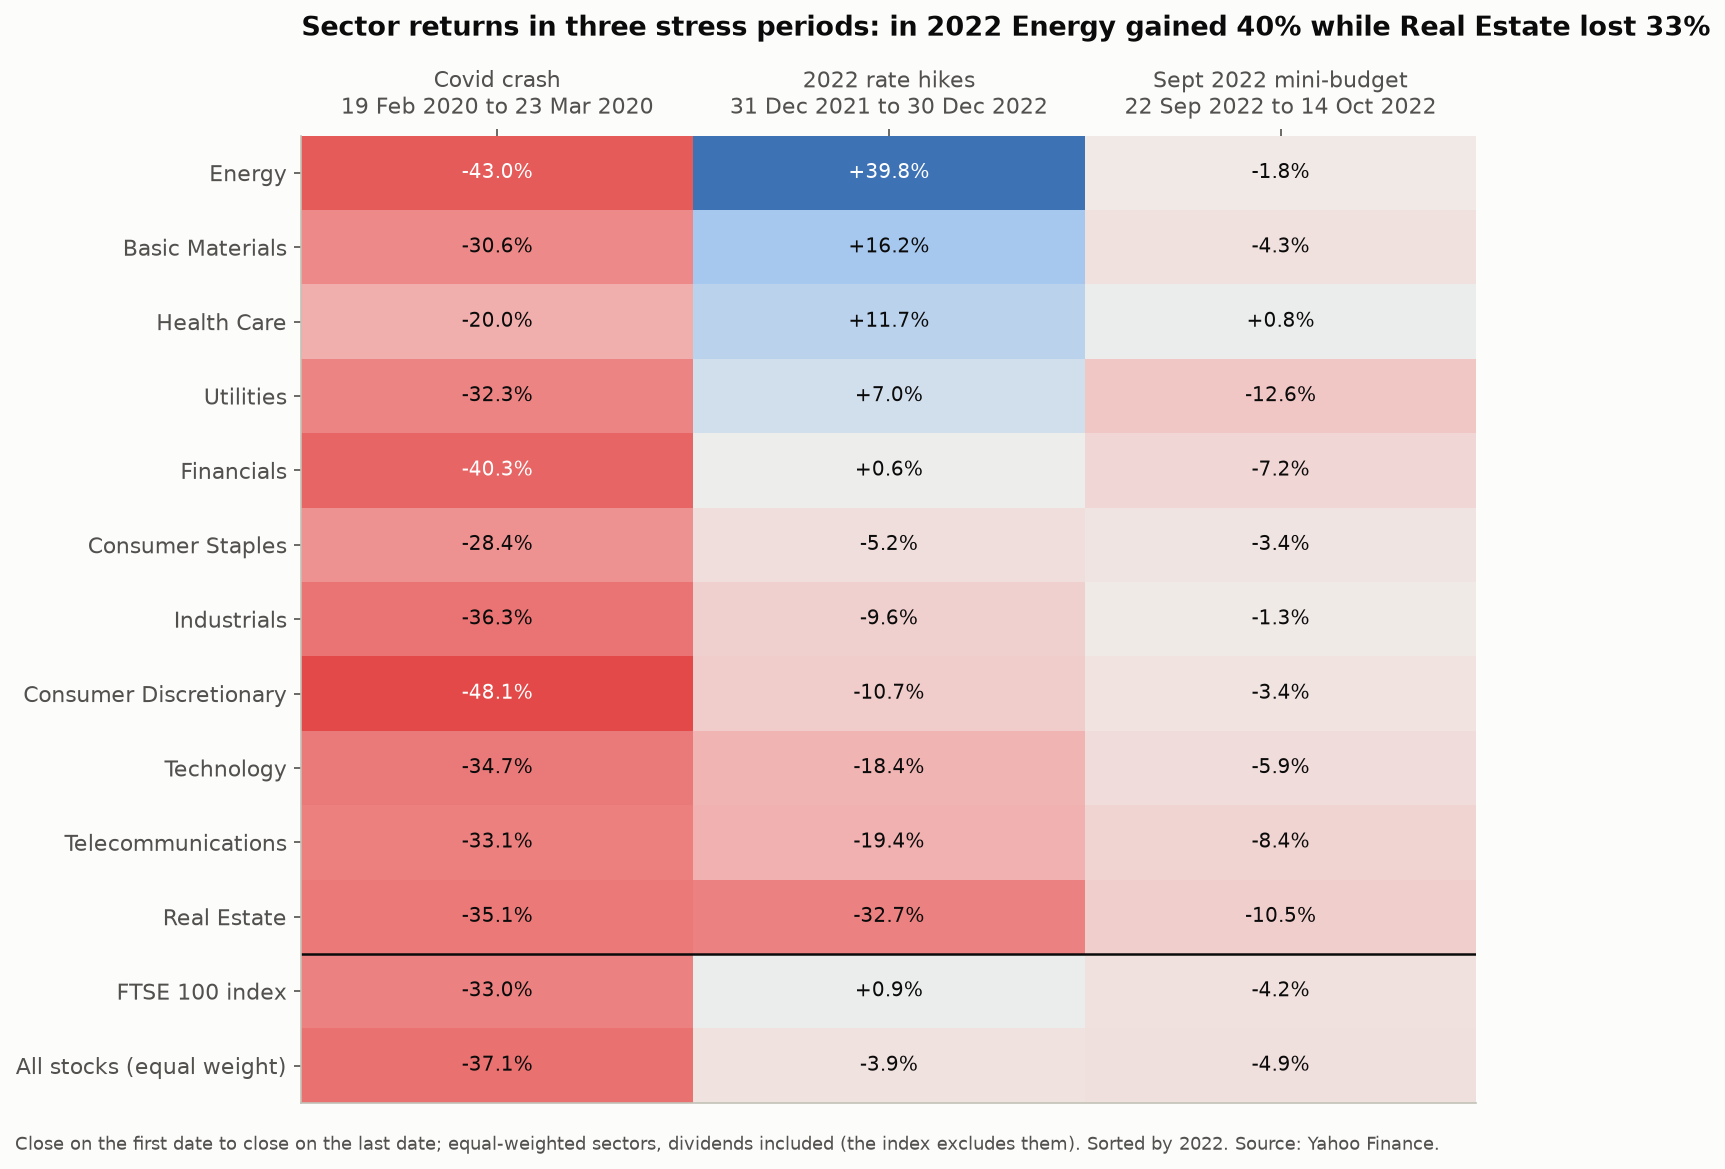 Sector returns in three stress periods: in 2022 Energy gained 40% while Real Estate lost 33%
Covid crash 2022 rate hikes Sept 2022 mini-budget
19 Feb 2020 to 23 Mar 2020 31 Dec 2021 to 30 Dec 2022 22 Sep 2022 to 14 Oct 2022
Energy -43.0% +39.8% -1.8%
Basic Materials -30.6% +16.2% -4.3%
Health Care -20.0% +11.7% +0.8%
Utilities -32.3% +7.0% -12.6%
Financials -40.3% +0.6% -7.2%
Consumer Staples -28.4% -5.2% -3.4%
Industrials -36.3% -9.6% -1.3%
Consumer Discretionary -48.1% -10.7% -3.4%
Technology -34.7% -18.4% -5.9%
Telecommunications -33.1% -19.4% -8.4%
Real Estate -35.1% -32.7% -10.5%
FTSE 100 index -33.0% +0.9% -4.2%
All stocks (equal weight) -37.1% -3.9% -4.9%
Close on the first date to close on the last date; equal-weighted sectors, dividends included (the index excludes them). Sorted by 2022. Source: Yahoo Finance.